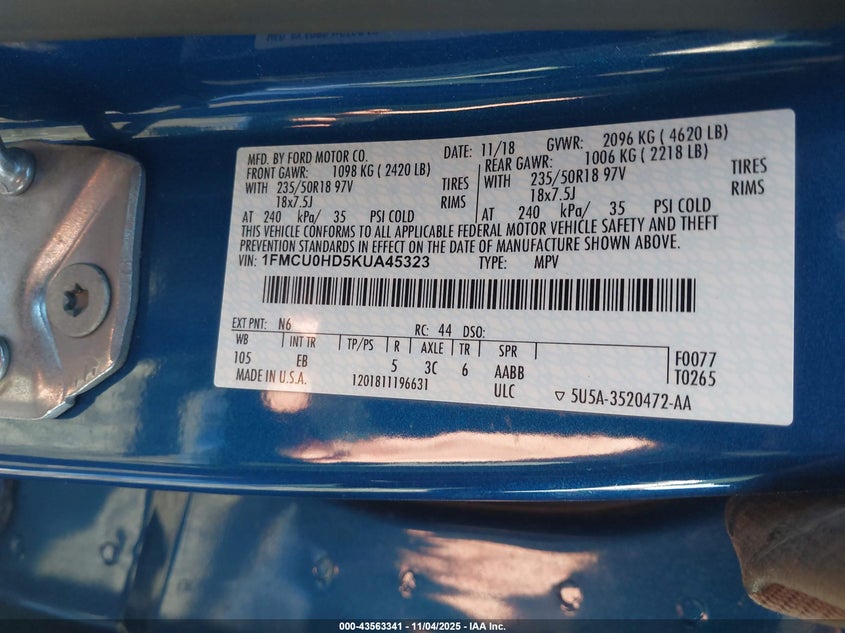 MFD. BY FORD MOTOR CO. DATE: 11/18 GVWR: 2096 KG ( 4620 LB)
FRONT GAWR: 1098 KG ( 2420 LB) REAR GAWR: 1006 KG ( 2218 LB)
WITH 235/50R18 97V TIRES WITH 235/50R18 97V TIRES
18x7.5J RIMS 18x7.5J RIMS
AT 240 kPa/ 35 PSI COLD AT 240 kPa/ 35 PSI COLD
THIS VEHICLE CONFORMS TO ALL APPLICABLE FEDERAL MOTOR VEHICLE SAFETY AND THEFT
PREVENTION STANDARDS IN EFFECT ON THE DATE OF MANUFACTURE SHOWN ABOVE.
VIN: 1FMCU0HD5KUA45323 TYPE: MPV
EXT PNT: N6 RC: 44 DSO:
WB INT TR TP/PS R AXLE TR SPR F0077
105 EB 5 3C 6 AABB T0265
MADE IN U.S.A. 1201811196631 ULC ▽ 5U5A-3520472-AA
000-43563341 - 11/04/2025 - IAA Inc.